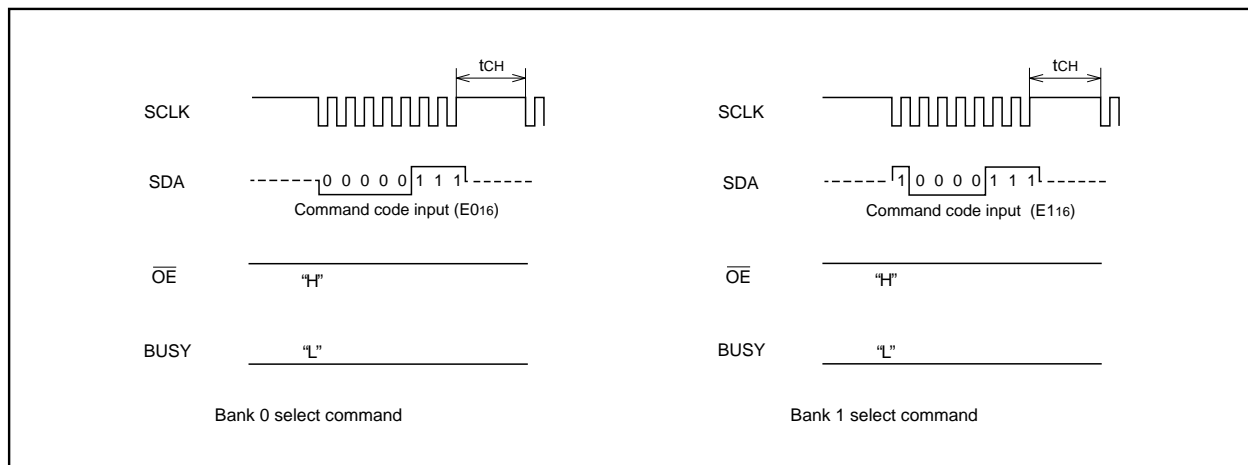 tCH
SCLK
SDA
0 0 0 0 0 1 1 1
Command code input (E016)
OE
“H”
BUSY
“L”
Bank 0 select command
tCH
SCLK
SDA
1 0 0 0 0 1 1 1
Command code input (E116)
OE
“H”
BUSY
“L”
Bank 1 select command